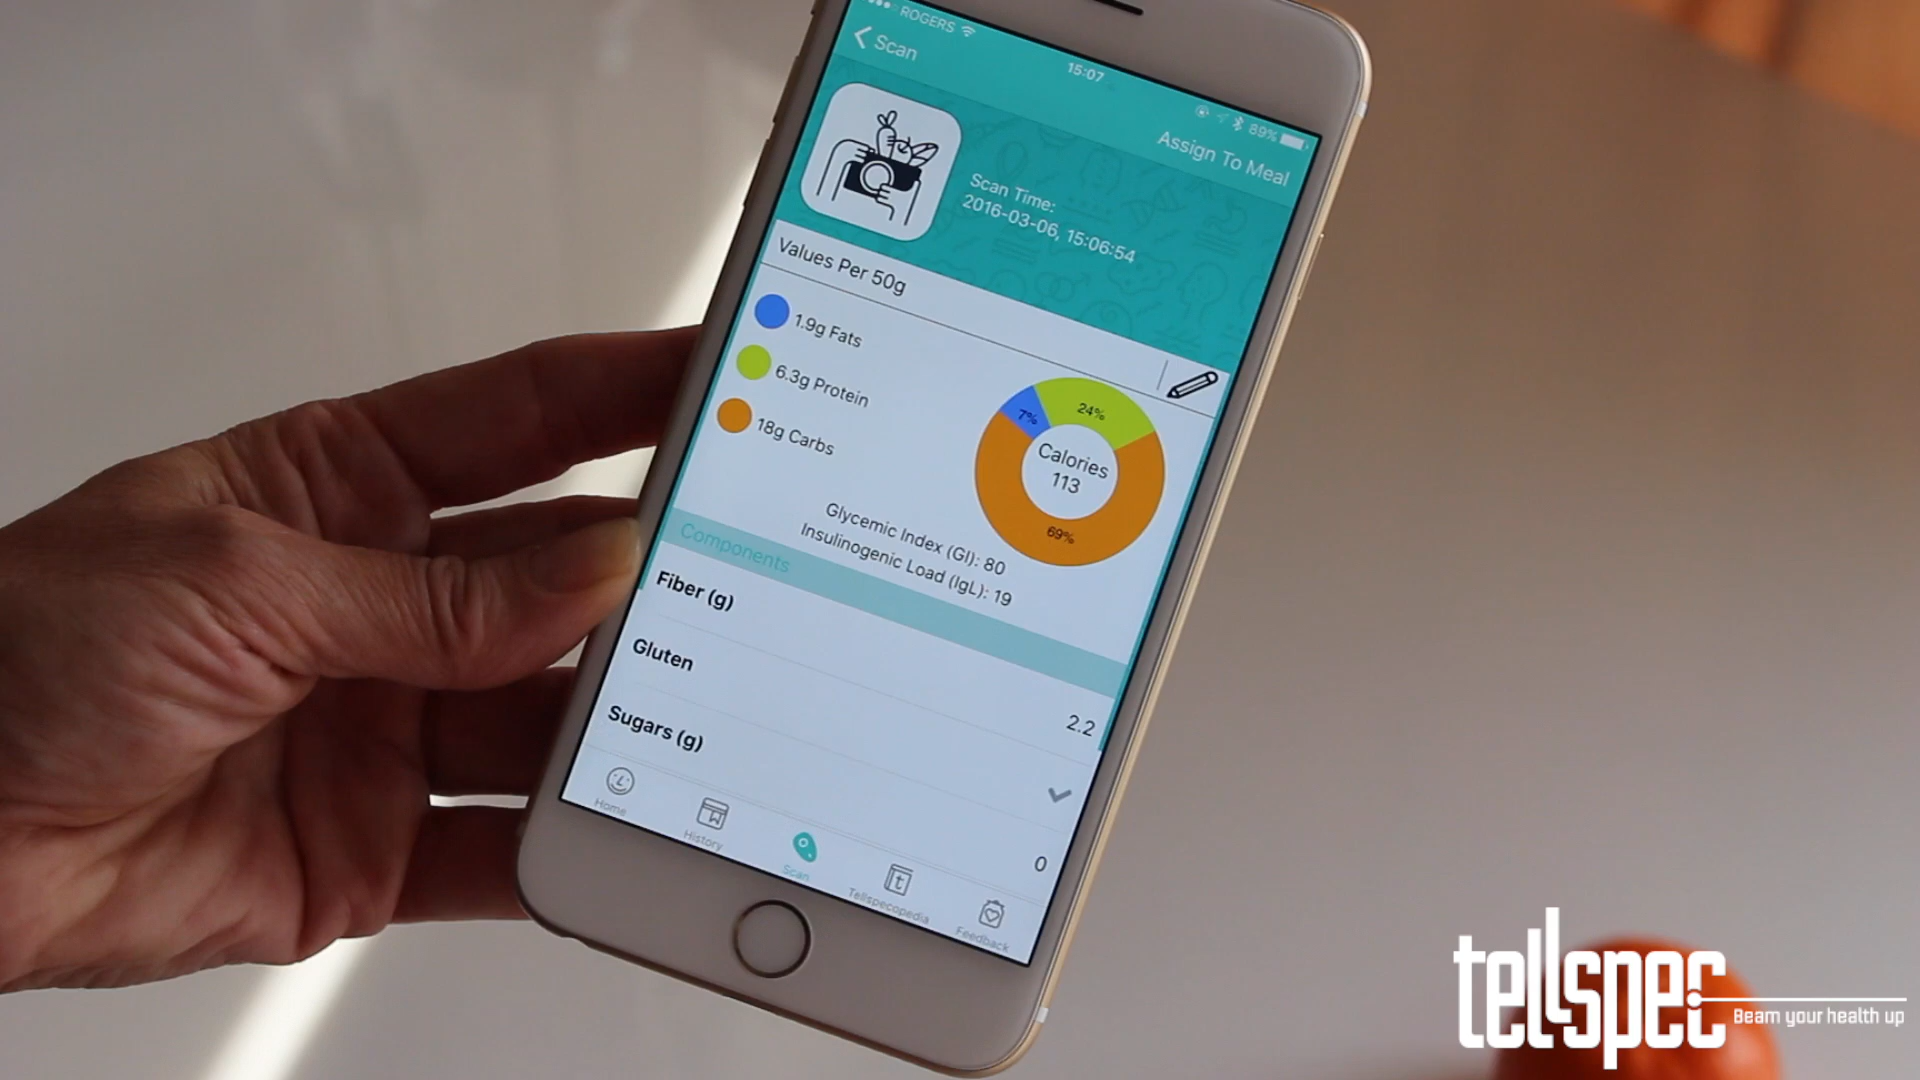 ROGERS
15:07
89%
Scan
Assign To Meal
Scan Time:
2016-03-06, 15:06:54
Values Per 50g
1.9g Fats
6.3g Protein
18g Carbs
7%
24%
Calories
113
69%
Glycemic Index (GI): 80
Insulinogenic Load (IgL): 19
Components
Fiber (g)
2.2
Gluten
Sugars (g)
0
Home
History
Scan
Tellspecopedia
Feedback
tellspec
Beam your health up